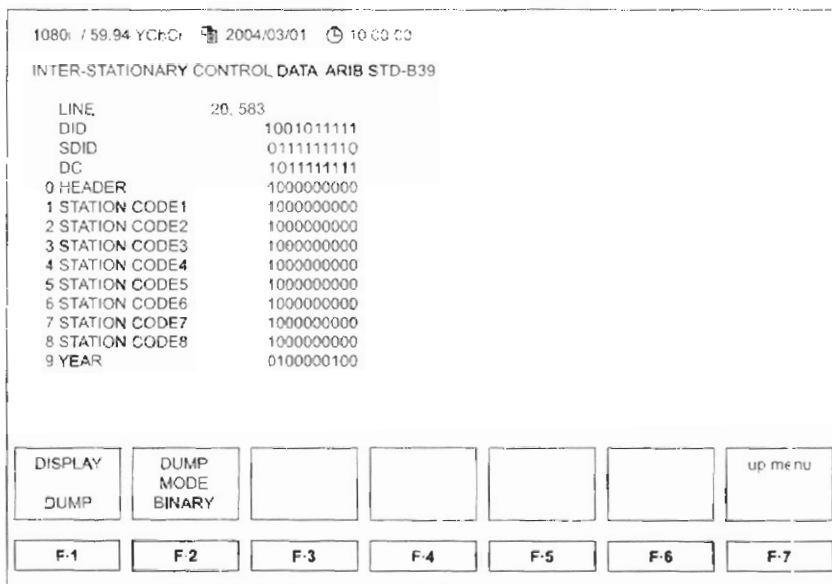 1080i / 59.94 YCbCr 2004/03/01 10:00:00
INTER-STATIONARY CONTROL DATA ARIB STD-B39
LINE 20, 583
DID 1001011111
SDID 0111111110
DC 1011111111
0 HEADER 1000000000
1 STATION CODE1 1000000000
2 STATION CODE2 1000000000
3 STATION CODE3 1000000000
4 STATION CODE4 1000000000
5 STATION CODE5 1000000000
6 STATION CODE6 1000000000
7 STATION CODE7 1000000000
8 STATION CODE8 1000000000
9 YEAR 0100000100
DISPLAY DUMP up menu
MODE
DUMP BINARY
F·1 F·2 F·3 F·4 F·5 F·6 F·7